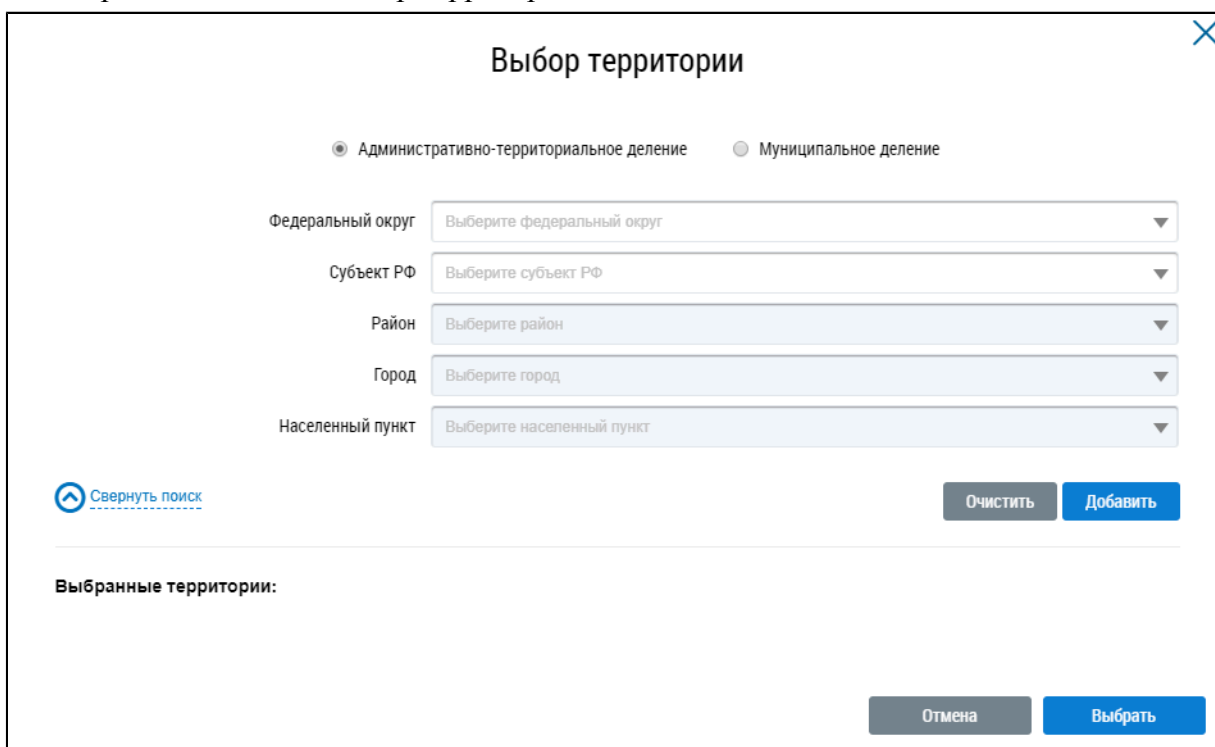 Выбор территории
Административно-территориальное деление Муниципальное деление
Федеральный округ Выберите федеральный округ
Субъект РФ Выберите субъект РФ
Район Выберите район
Город Выберите город
Населенный пункт Выберите населенный пункт
Свернуть поиск Очистить Добавить
Выбранные территории:
Отмена Выбрать